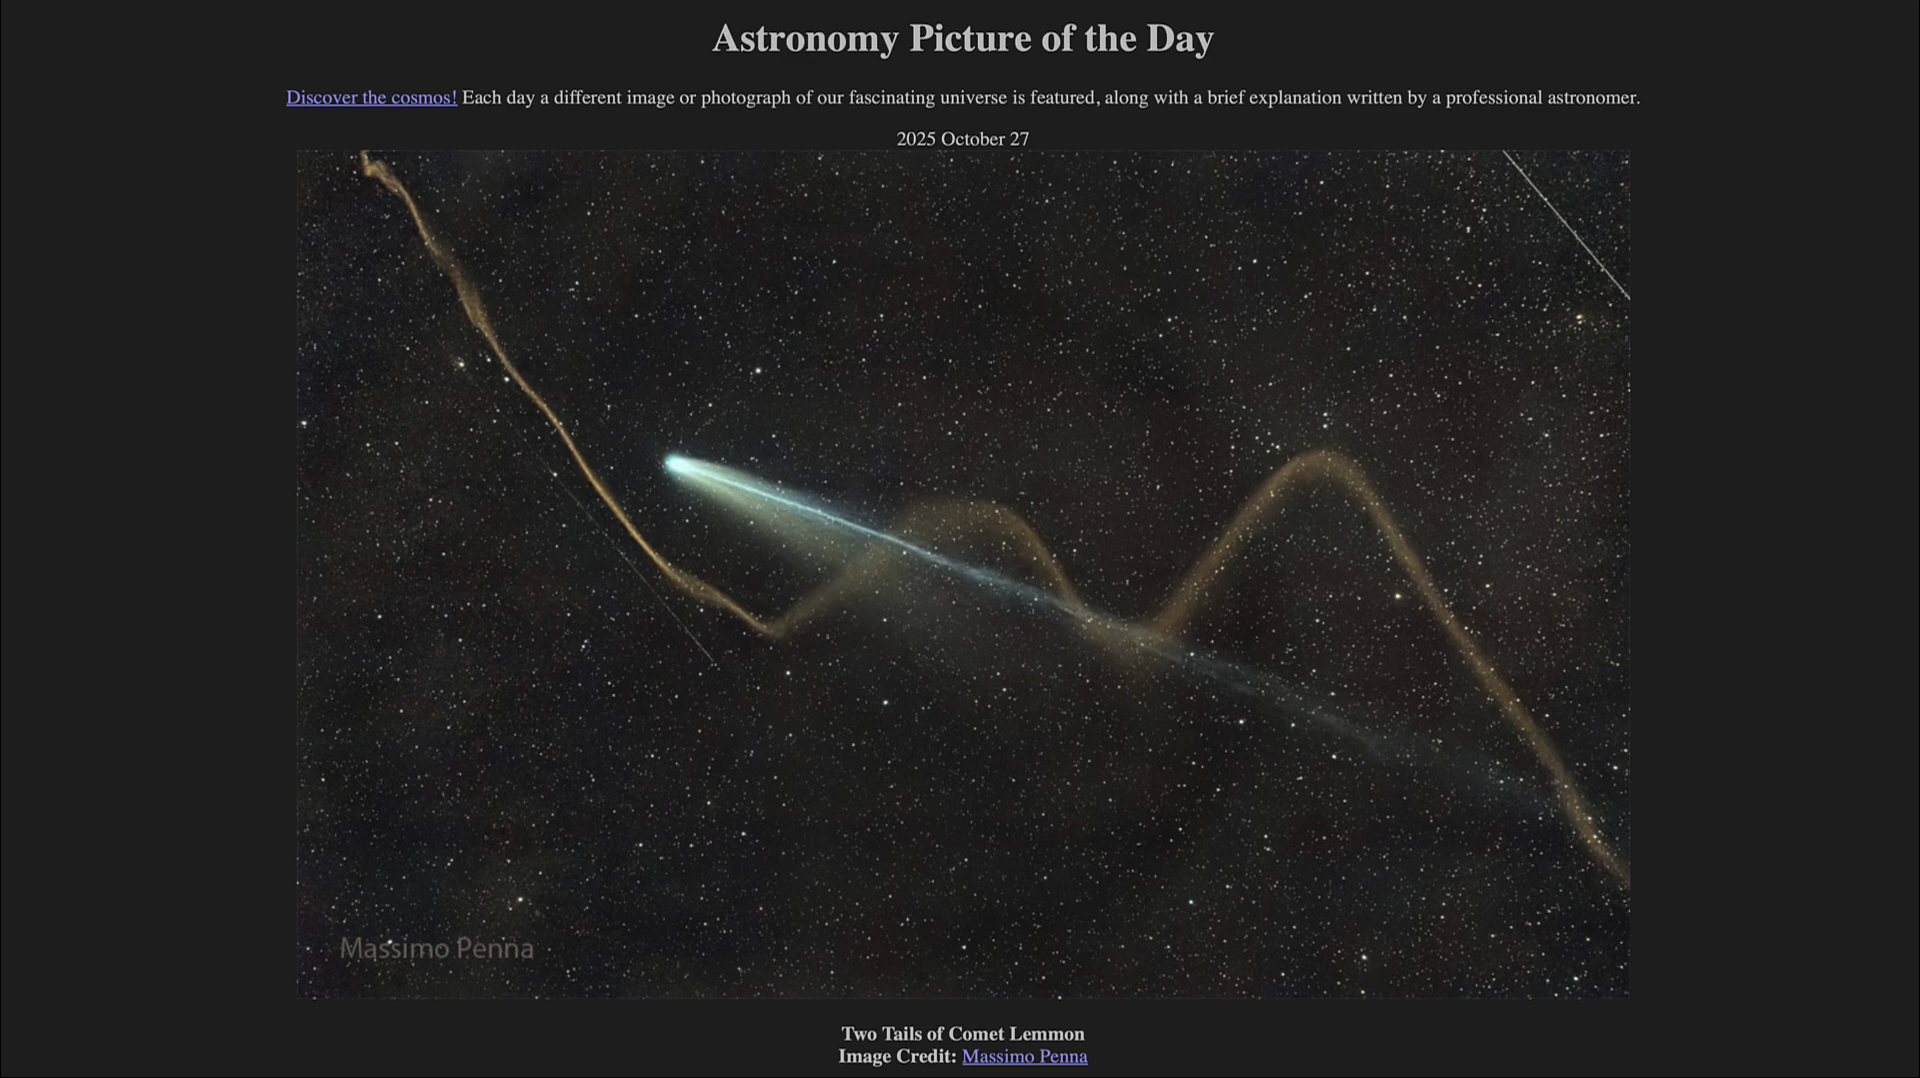 Astronomy Picture of the Day
Discover the cosmos! Each day a different image or photograph of our fascinating universe is featured, along with a brief explanation written by a professional astronomer.
2025 October 27
Massimo Penna
Two Tails of Comet Lemmon
Image Credit: Massimo Penna